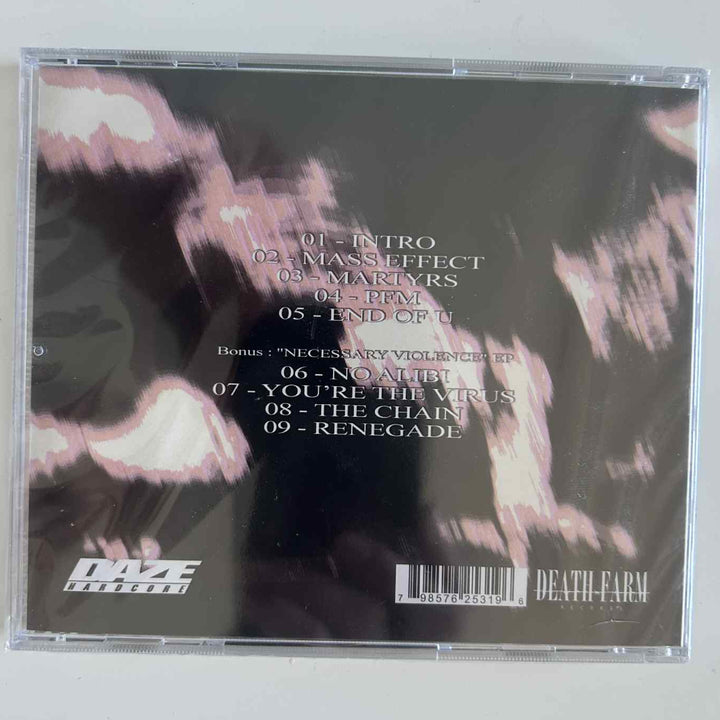 01 - INTRO
02 - MASS EFFECT
03 - MARTYRS
04 - PFM
05 - END OF U
Bonus : "NECESSARY VIOLENCE" EP
06 - NO ALIBI
07 - YOU'RE THE VIRUS
08 - THE CHAIN
09 - RENEGADE
DAZE
HARDCORE
7 98576 25319 6
DEATH FARM
RECORDS